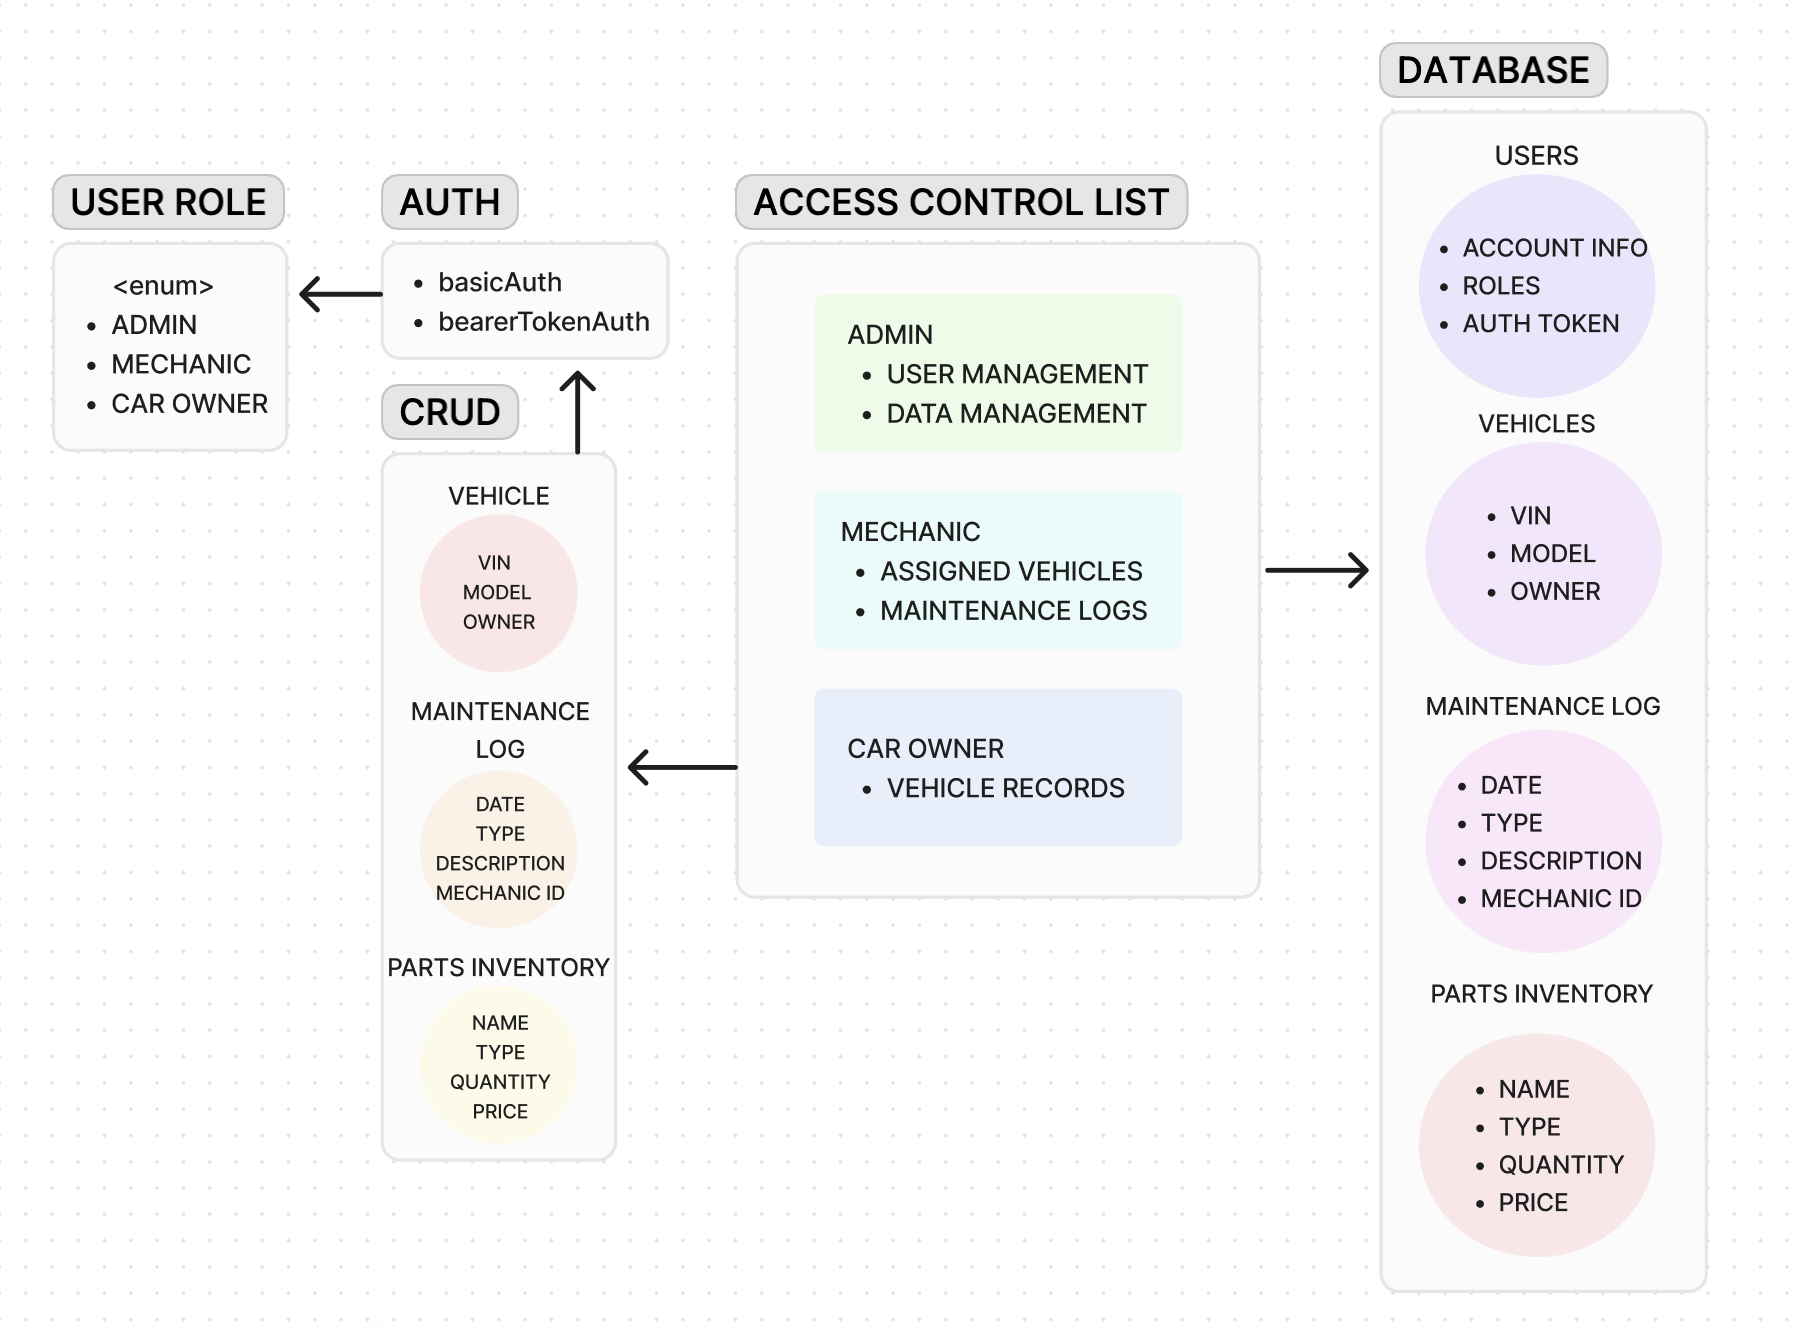 USER ROLE
<enum>
• ADMIN
• MECHANIC
• CAR OWNER
AUTH
• basicAuth
• bearerTokenAuth
CRUD
VEHICLE
VIN
MODEL
OWNER
MAINTENANCE
LOG
DATE
TYPE
DESCRIPTION
MECHANIC ID
PARTS INVENTORY
NAME
TYPE
QUANTITY
PRICE
ACCESS CONTROL LIST
ADMIN
• USER MANAGEMENT
• DATA MANAGEMENT
MECHANIC
• ASSIGNED VEHICLES
• MAINTENANCE LOGS
CAR OWNER
• VEHICLE RECORDS
DATABASE
USERS
• ACCOUNT INFO
• ROLES
• AUTH TOKEN
VEHICLES
• VIN
• MODEL
• OWNER
MAINTENANCE LOG
• DATE
• TYPE
• DESCRIPTION
• MECHANIC ID
PARTS INVENTORY
• NAME
• TYPE
• QUANTITY
• PRICE